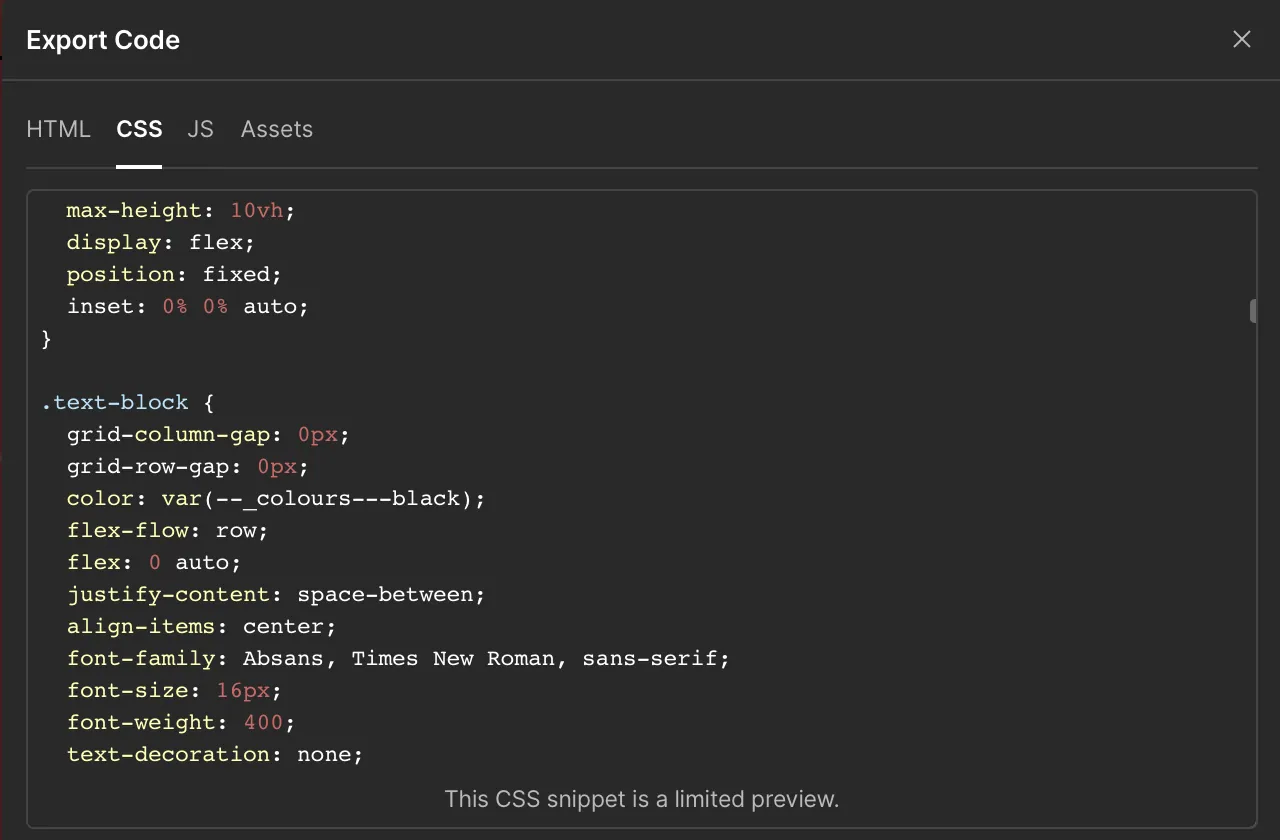 Export Code
HTML CSS JS Assets
max-height: 10vh;
display: flex;
position: fixed;
inset: 0% 0% auto;
}
.text-block {
grid-column-gap: 0px;
grid-row-gap: 0px;
color: var(--_colours---black);
flex-flow: row;
flex: 0 auto;
justify-content: space-between;
align-items: center;
font-family: Absans, Times New Roman, sans-serif;
font-size: 16px;
font-weight: 400;
text-decoration: none;
This CSS snippet is a limited preview.